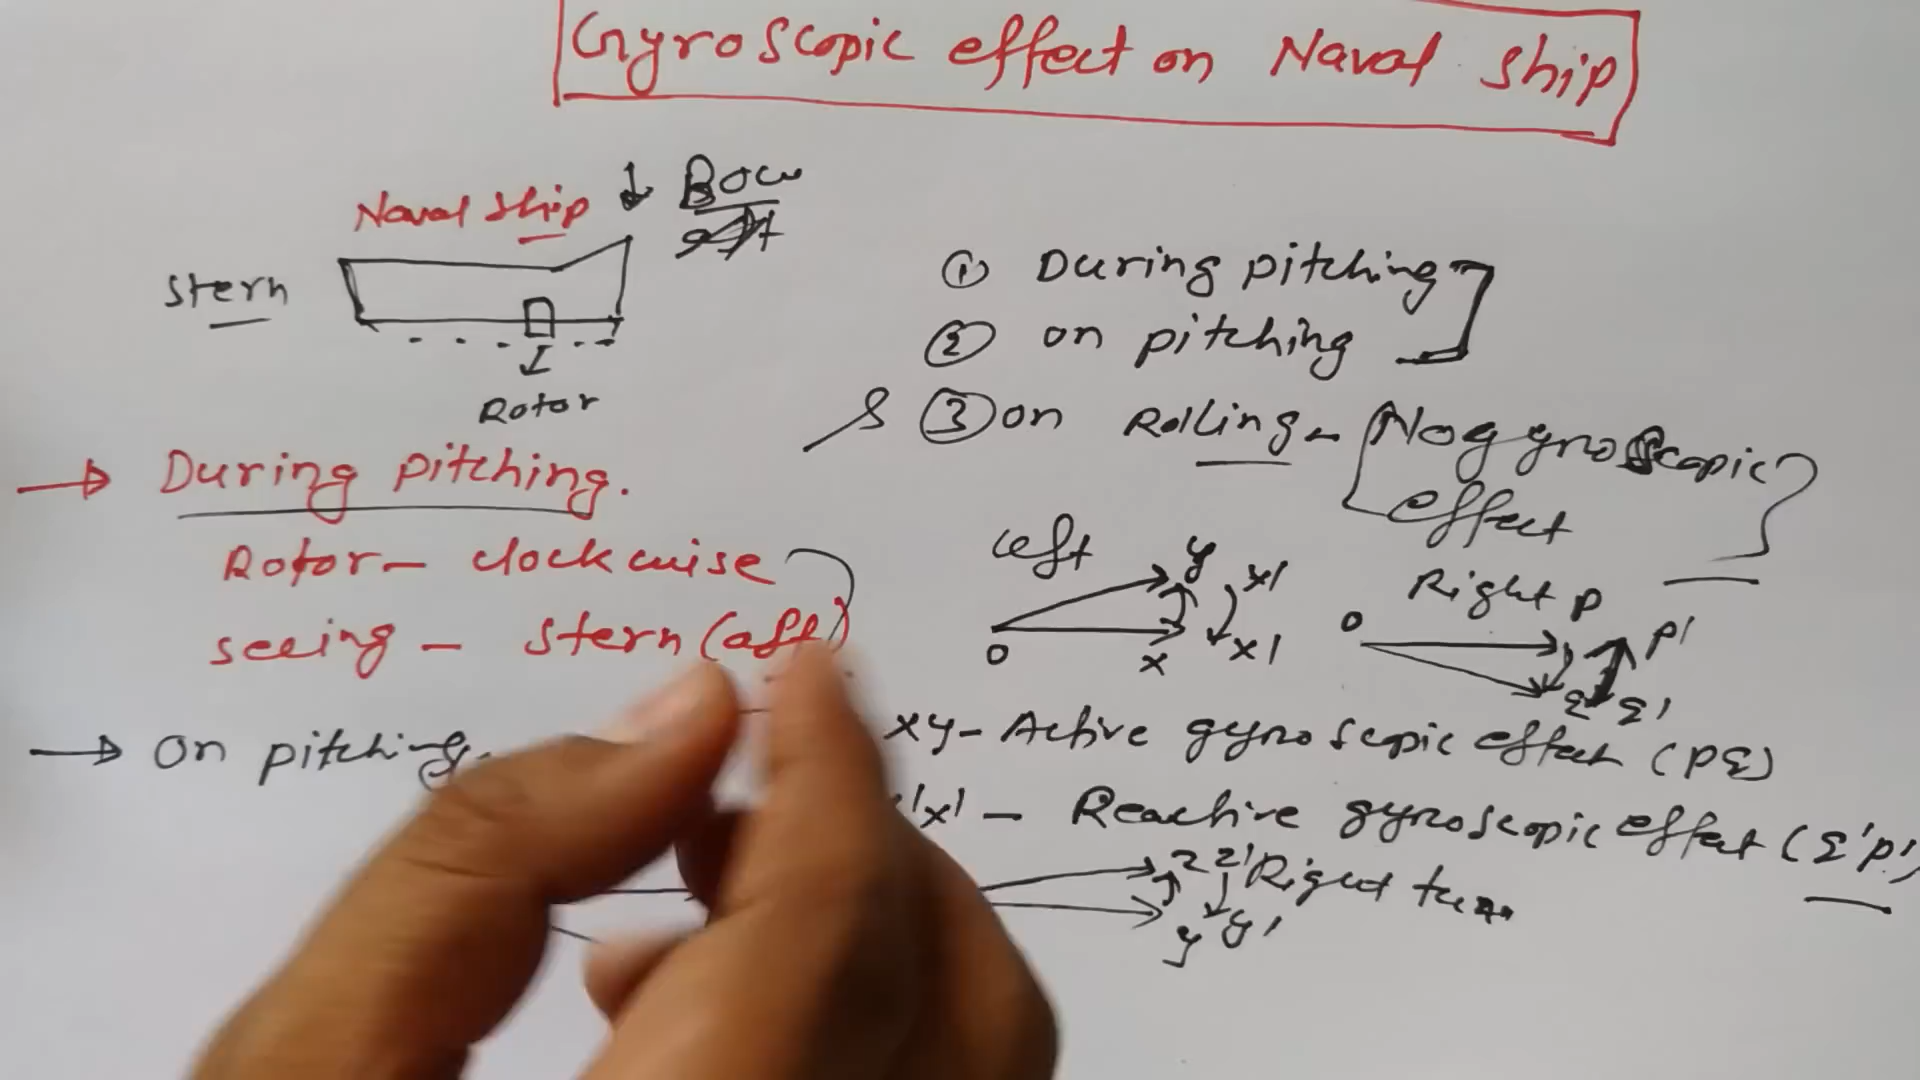 Gyroscopic effect on Naval ship
Naval ship
Bow
Stern
Rotor
① During pitching
② on pitching
③ on Rolling - No gyroscopic
effect
→ During pitching.
Rotor - clockwise
seeing - stern (aft)
→ on pitching
left
y
x'
o
x
x'
Right
p
o
p'
xy - Active gyroscopic effect
x' - Reactive gyroscopic effect
z z' Right turn
y y'